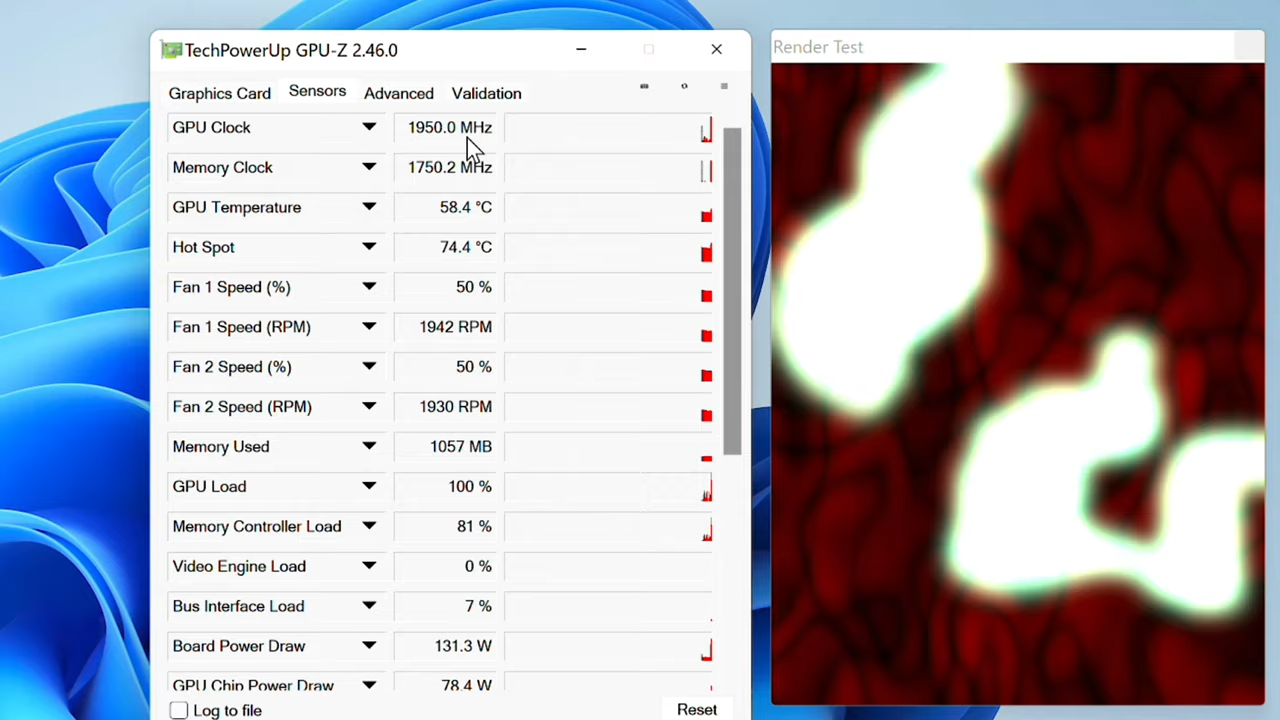 TechPowerUp GPU-Z 2.46.0
Graphics Card Sensors Advanced Validation
GPU Clock 1950.0 MHz
Memory Clock 1750.2 MHz
GPU Temperature 58.4 °C
Hot Spot 74.4 °C
Fan 1 Speed (%) 50 %
Fan 1 Speed (RPM) 1942 RPM
Fan 2 Speed (%) 50 %
Fan 2 Speed (RPM) 1930 RPM
Memory Used 1057 MB
GPU Load 100 %
Memory Controller Load 81 %
Video Engine Load 0 %
Bus Interface Load 7 %
Board Power Draw 131.3 W
GPU Chip Power Draw 78.4 W
Log to file Reset
Render Test